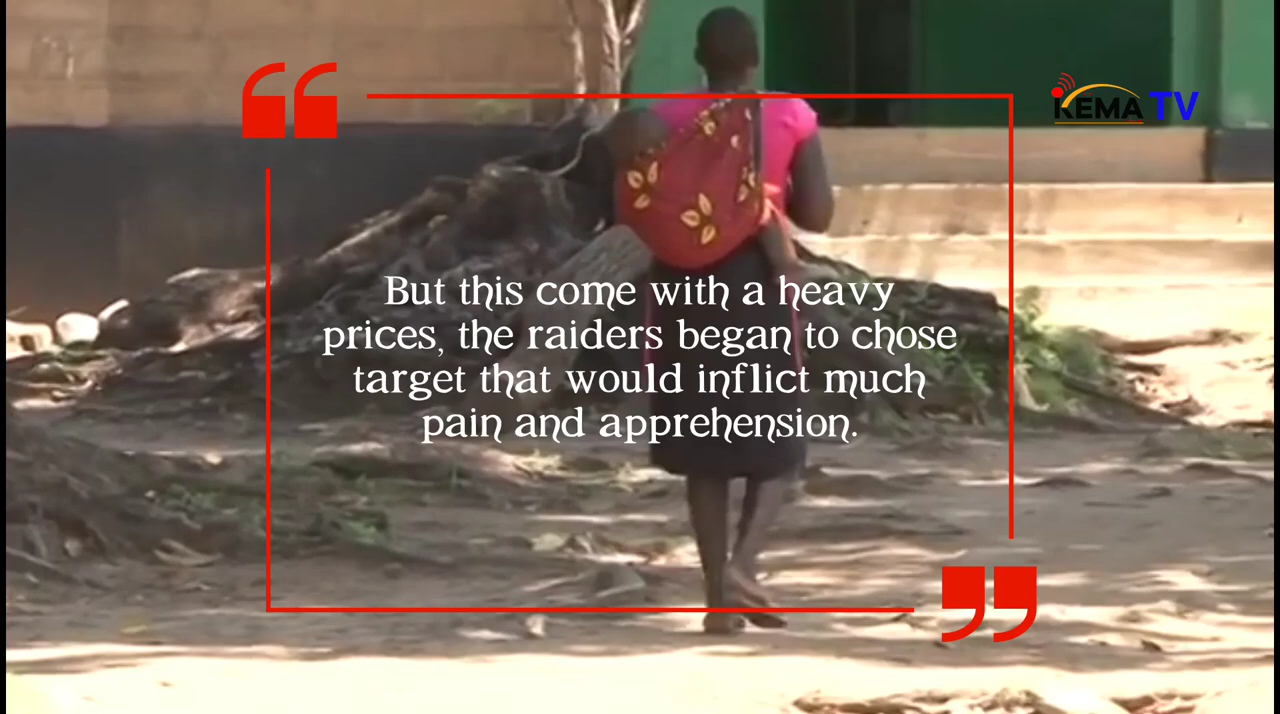 KEMA TV
But this come with a heavy
prices, the raiders began to chose
target that would inflict much
pain and apprehension.